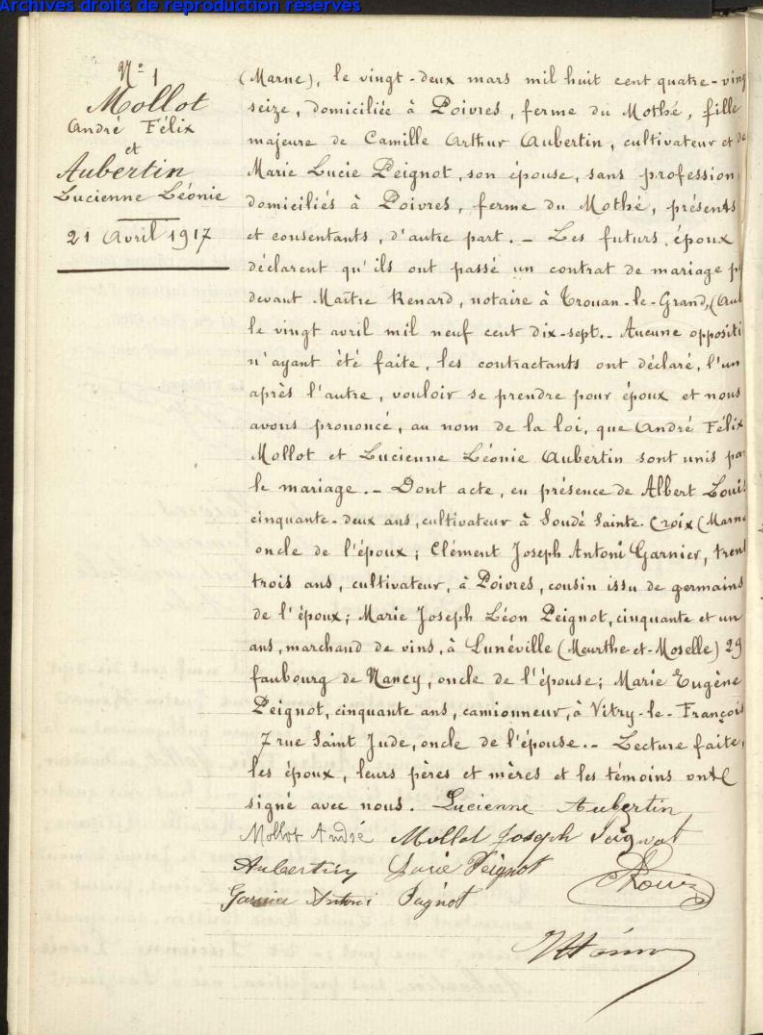 Archives droits de reproduction réservés
N° 1
Mollot
André Félix
et
Aubertin
Lucienne Léonie
21 Avril 1917
(Marne), le vingt-deux mars mil huit cent quatre-ving
seize, domiciliée à Poivres, ferme du Mothé, fille
majeure de Camille Arthur Aubertin, cultivateur et de
Marie Lucie Peignot, son épouse, sans profession
domiciliés à Poivres, ferme du Mothé, présents
et consentants, d'autre part. – Les futurs époux
déclarent qu'ils ont passé un contrat de mariage p
devant Maître Renard, notaire à Trouan-le-Grand, (Aub
le vingt avril mil neuf cent dix-sept. – Aucune oppositi
n'ayant été faite, les contractants ont déclaré, l'un
après l'autre, vouloir se prendre pour époux et nous
avons prononcé, au nom de la loi, que André Félix
Mollot et Lucienne Léonie Aubertin sont unis pa
le mariage. – Dont acte, en présence de Albert Louis
cinquante-deux ans, cultivateur à Soudé Sainte Croix (Marne
oncle de l'époux; Clément Joseph Antoni Garnier, tren
trois ans, cultivateur, à Poivres, cousin issu de germains
de l'époux; Marie Joseph Léon Peignot, cinquante et un
ans, marchand de vins, à Lunéville (Meurthe-et-Moselle) 29
faubourg de Nancy, oncle de l'épouse; Marie Eugène
Peignot, cinquante ans, camionneur, à Vitry-le-François
7 rue Saint Jude, oncle de l'épouse. – Lecture faite,
les époux, leurs pères et mères et les témoins ont
signé avec nous. Lucienne Aubertin
Mollot André Mollot Joseph Peignot
Aubertin Lucie Peignot
Garnier Antoni Peignot